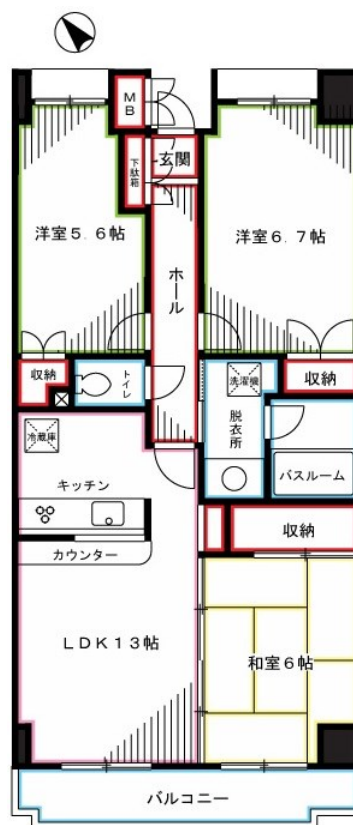 MB
下駄箱
玄関
洋室5.6帖
洋室6.7帖
ホール
収納
トイレ
洗濯機
収納
脱衣所
冷蔵庫
バスルーム
キッチン
収納
カウンター
LDK13帖
和室6帖
バルコニー